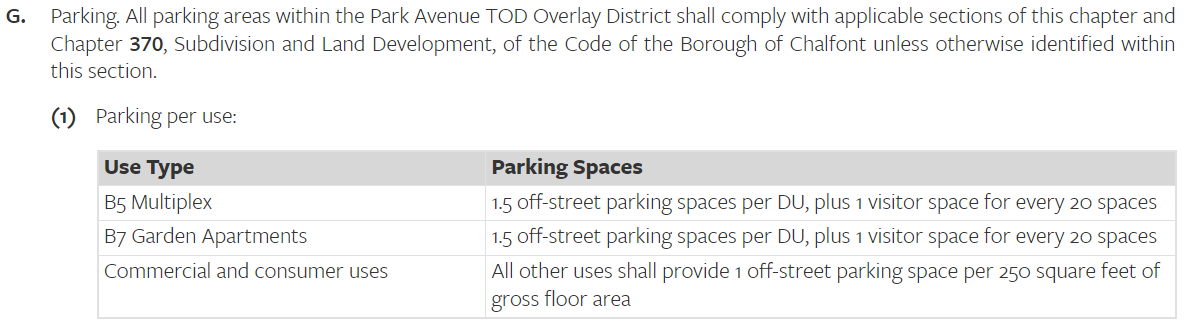 G. Parking. All parking areas within the Park Avenue TOD Overlay District shall comply with applicable sections of this chapter and
Chapter 370, Subdivision and Land Development, of the Code of the Borough of Chalfont unless otherwise identified within
this section.
(1) Parking per use:
Use Type Parking Spaces
B5 Multiplex 1.5 off-street parking spaces per DU, plus 1 visitor space for every 20 spaces
B7 Garden Apartments 1.5 off-street parking spaces per DU, plus 1 visitor space for every 20 spaces
Commercial and consumer uses All other uses shall provide 1 off-street parking space per 250 square feet of
gross floor area